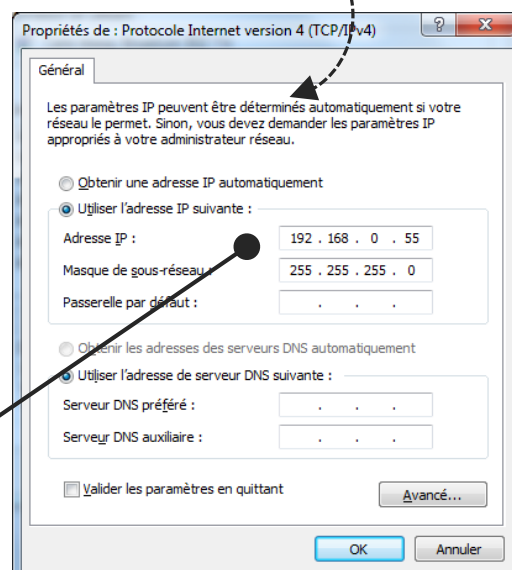 Propriétés de : Protocole Internet version 4 (TCP/IPv4)
Général
Les paramètres IP peuvent être déterminés automatiquement si votre
réseau le permet. Sinon, vous devez demander les paramètres IP
appropriés à votre administrateur réseau.
Obtenir une adresse IP automatiquement
Utiliser l'adresse IP suivante :
Adresse IP : 192 . 168 . 0 . 55
Masque de sous-réseau : 255 . 255 . 255 . 0
Passerelle par défaut : . . .
Obtenir les adresses des serveurs DNS automatiquement
Utiliser l'adresse de serveur DNS suivante :
Serveur DNS préféré : . . .
Serveur DNS auxiliaire : . . .
Valider les paramètres en quittant
Avancé...
OK Annuler